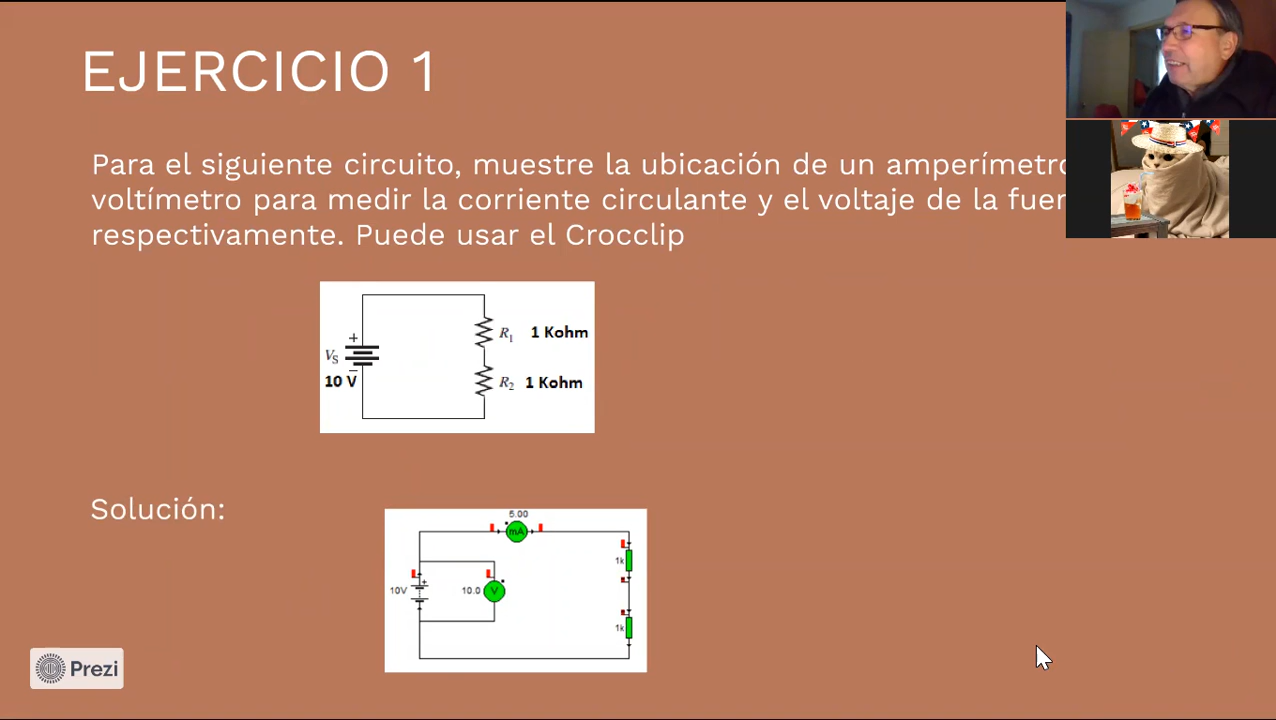 EJERCICIO 1
Para el siguiente circuito, muestre la ubicación de un amperímetro
voltímetro para medir la corriente circulante y el voltaje de la
respectivamente. Puede usar el Crocclip
+
R1 1 Kohm
VS
−
10 V
R2 1 Kohm
Solución:
5.00
mA
1k
+
10V
10.0 V
1k
Prezi